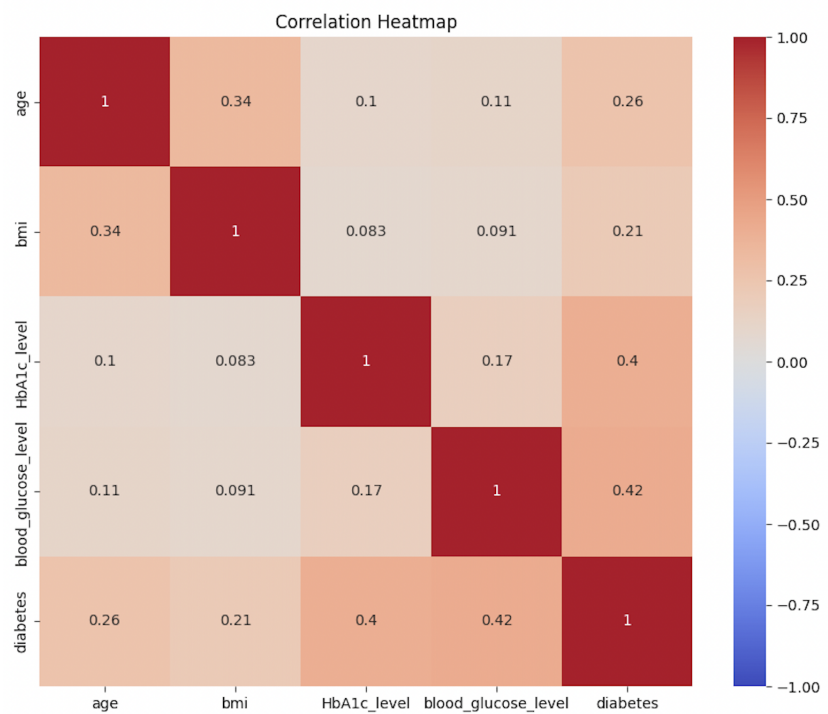 Correlation Heatmap
age 1 0.34 0.1 0.11 0.26
bmi 0.34 1 0.083 0.091 0.21
HbA1c_level 0.1 0.083 1 0.17 0.4
blood_glucose_level 0.11 0.091 0.17 1 0.42
diabetes 0.26 0.21 0.4 0.42 1
age bmi HbA1c_level blood_glucose_level diabetes
1.00
0.75
0.50
0.25
0.00
−0.25
−0.50
−0.75
−1.00